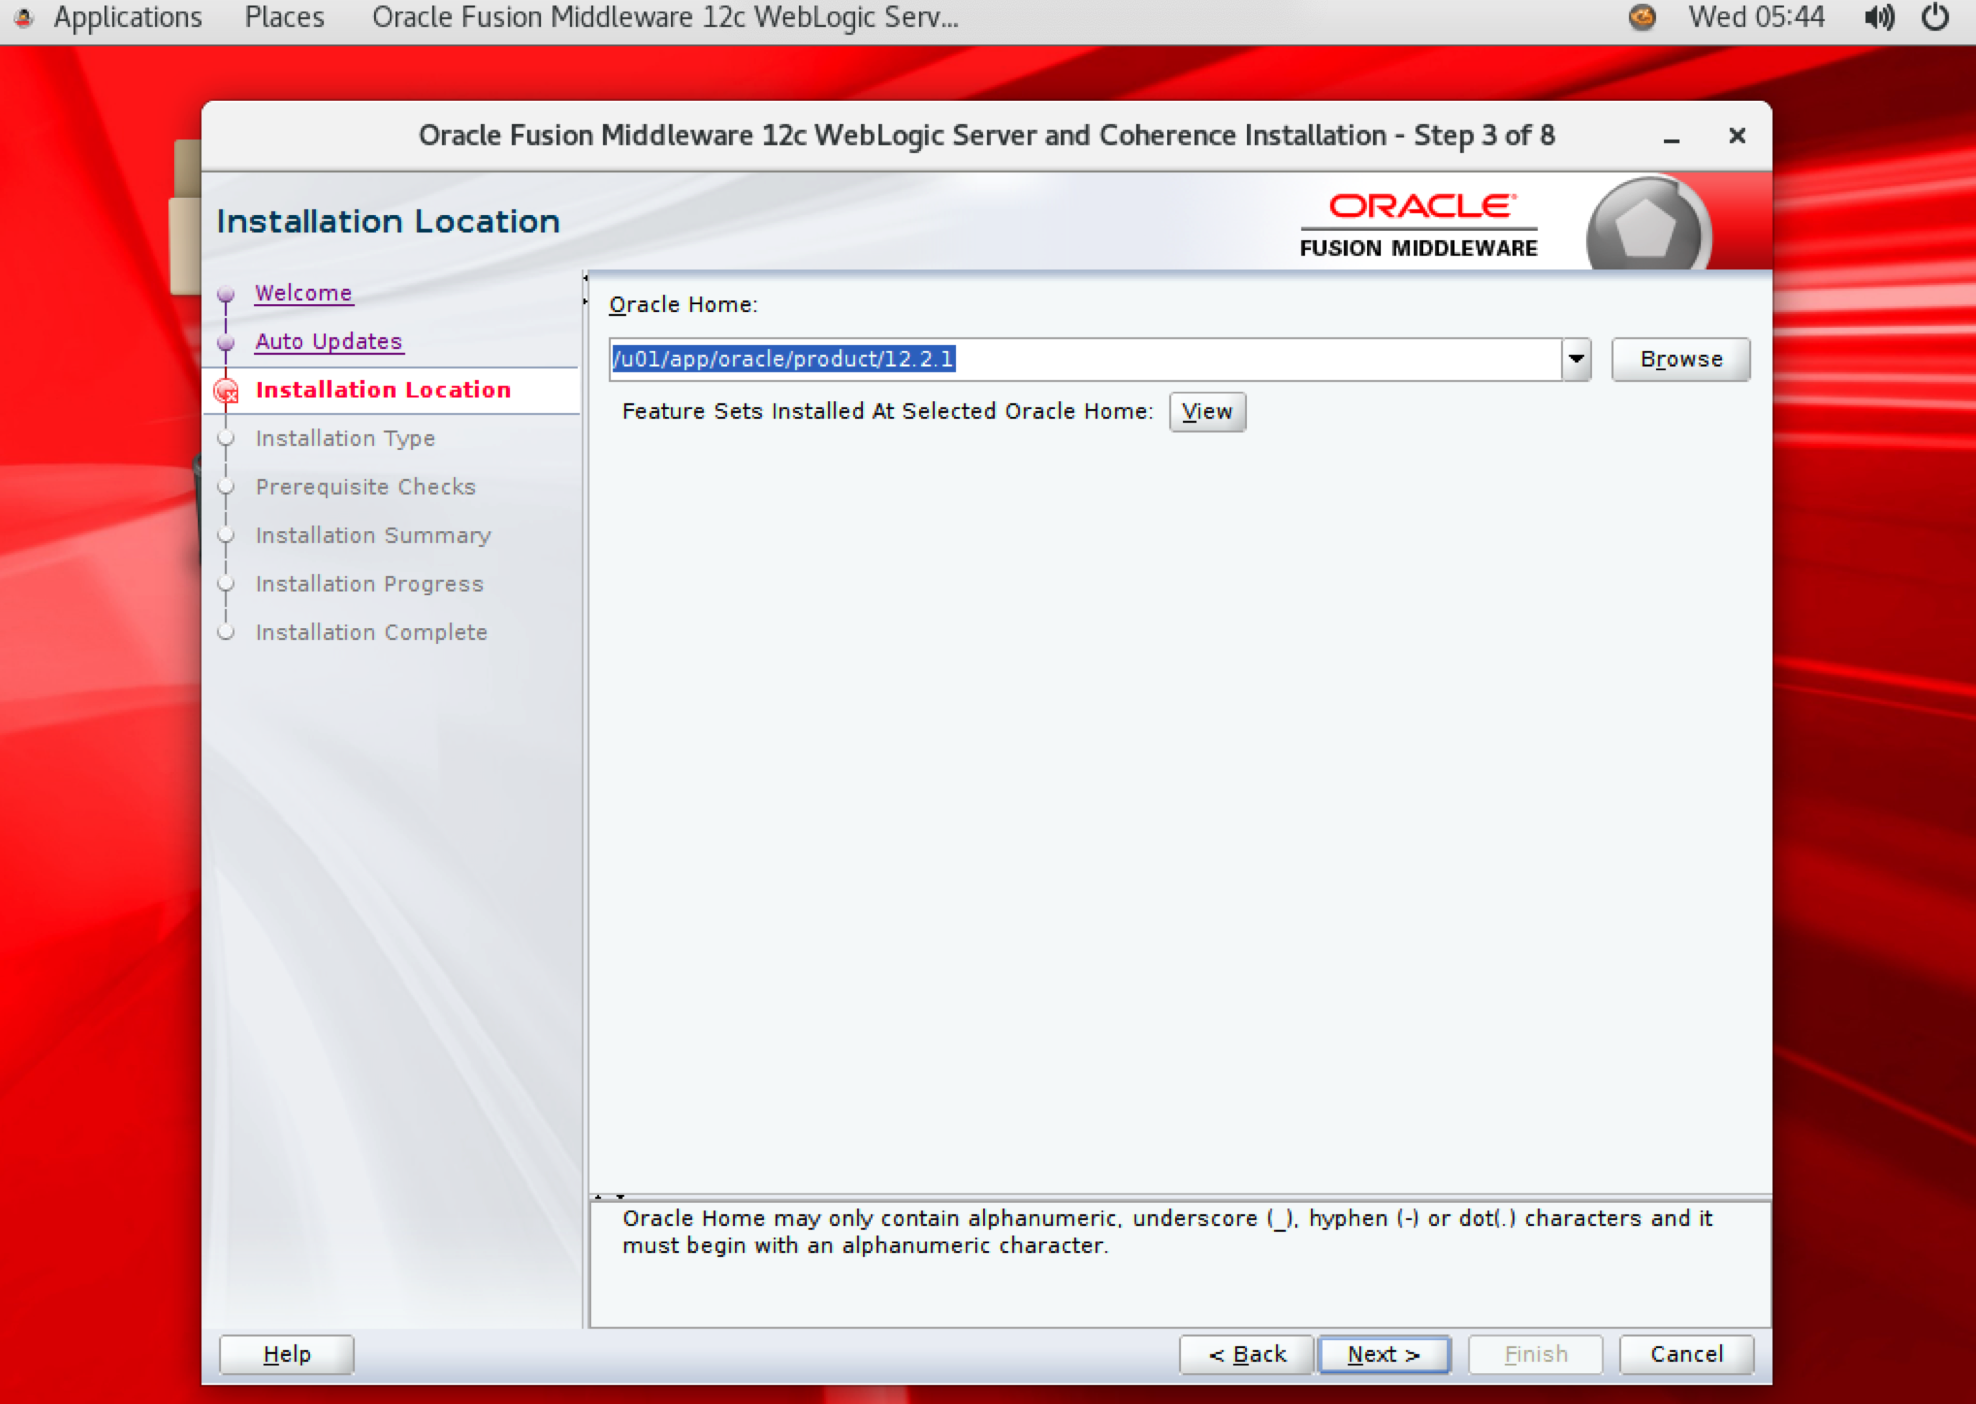 Applications Places Oracle Fusion Middleware 12c WebLogic Serv... Wed 05:44
Oracle Fusion Middleware 12c WebLogic Server and Coherence Installation - Step 3 of 8
Installation Location
ORACLE
FUSION MIDDLEWARE
Welcome
Auto Updates
Installation Location
Installation Type
Prerequisite Checks
Installation Summary
Installation Progress
Installation Complete
Oracle Home:
/u01/app/oracle/product/12.2.1
Browse
Feature Sets Installed At Selected Oracle Home: View
Oracle Home may only contain alphanumeric, underscore (_), hyphen (-) or dot(.) characters and it
must begin with an alphanumeric character.
Help
< Back
Next >
Finish
Cancel